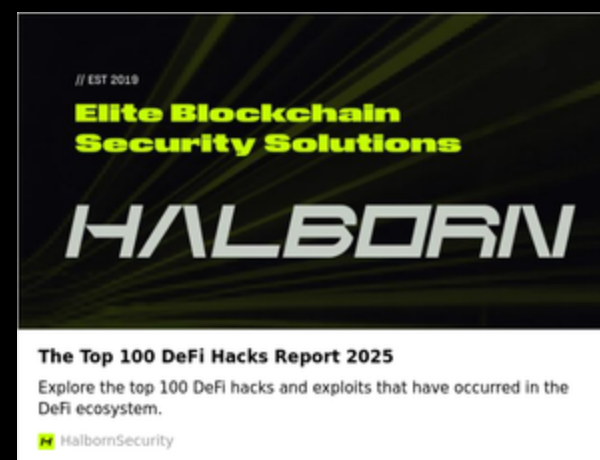 // EST 2019
Elite Blockchain
Security Solutions
HALBORN
The Top 100 DeFi Hacks Report 2025
Explore the top 100 DeFi hacks and exploits that have occurred in the
DeFi ecosystem.
HalbornSecurity